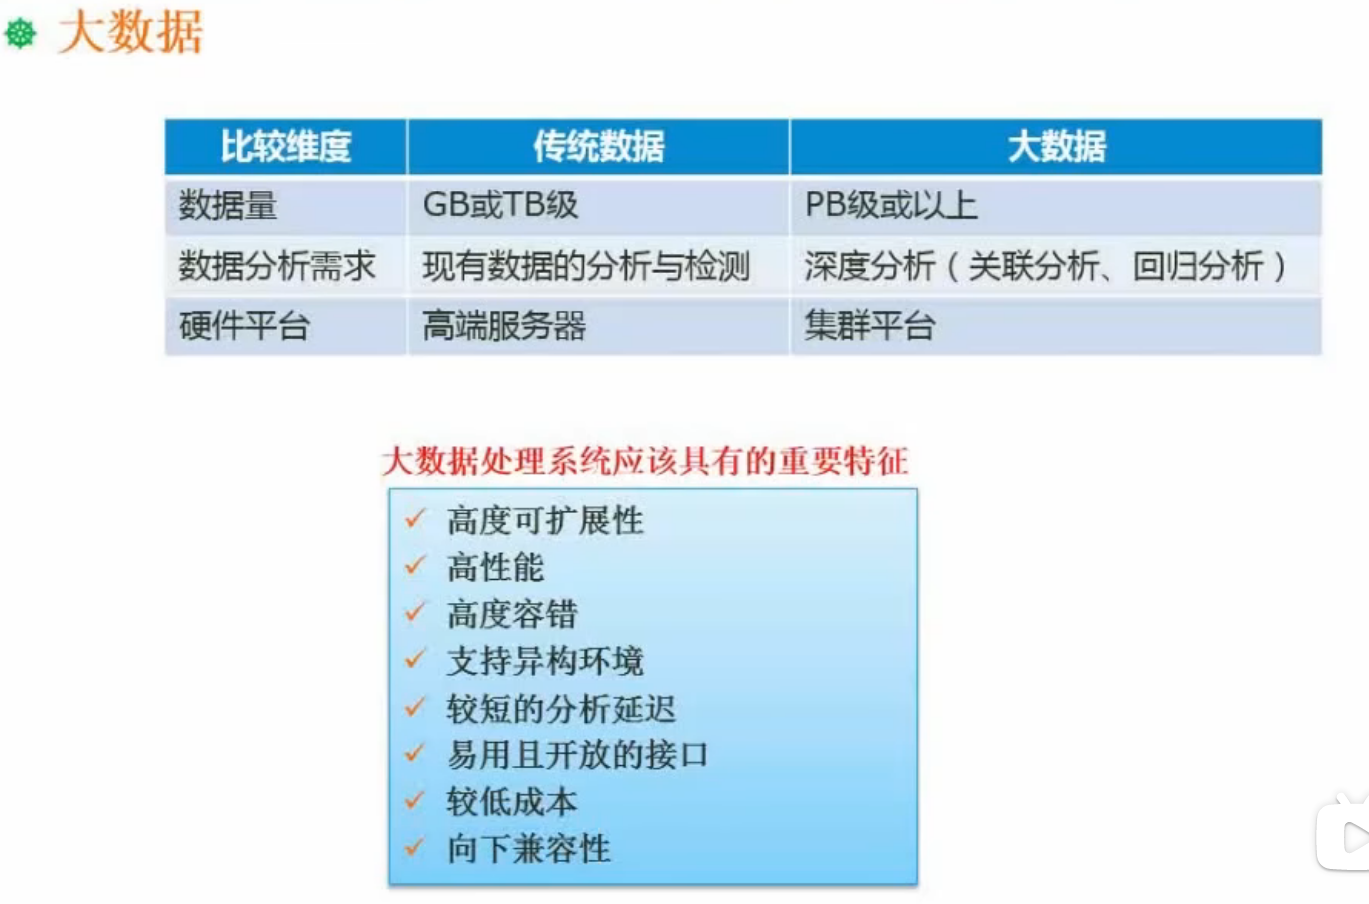 大数据
比较维度 传统数据 大数据
数据量 GB或TB级 PB级或以上
数据分析需求 现有数据的分析与检测 深度分析（关联分析、回归分析）
硬件平台 高端服务器 集群平台
大数据处理系统应该具有的重要特征
高度可扩展性
高性能
高度容错
支持异构环境
较短的分析延迟
易用且开放的接口
较低成本
向下兼容性